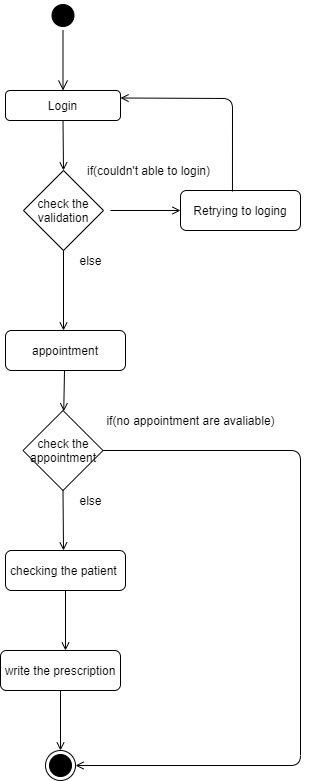 Login
if(couldn't able to login)
check the
validation
Retrying to loging
else
appointment
if(no appointment are avaliable)
check the
appointment
else
checking the patient
write the prescription